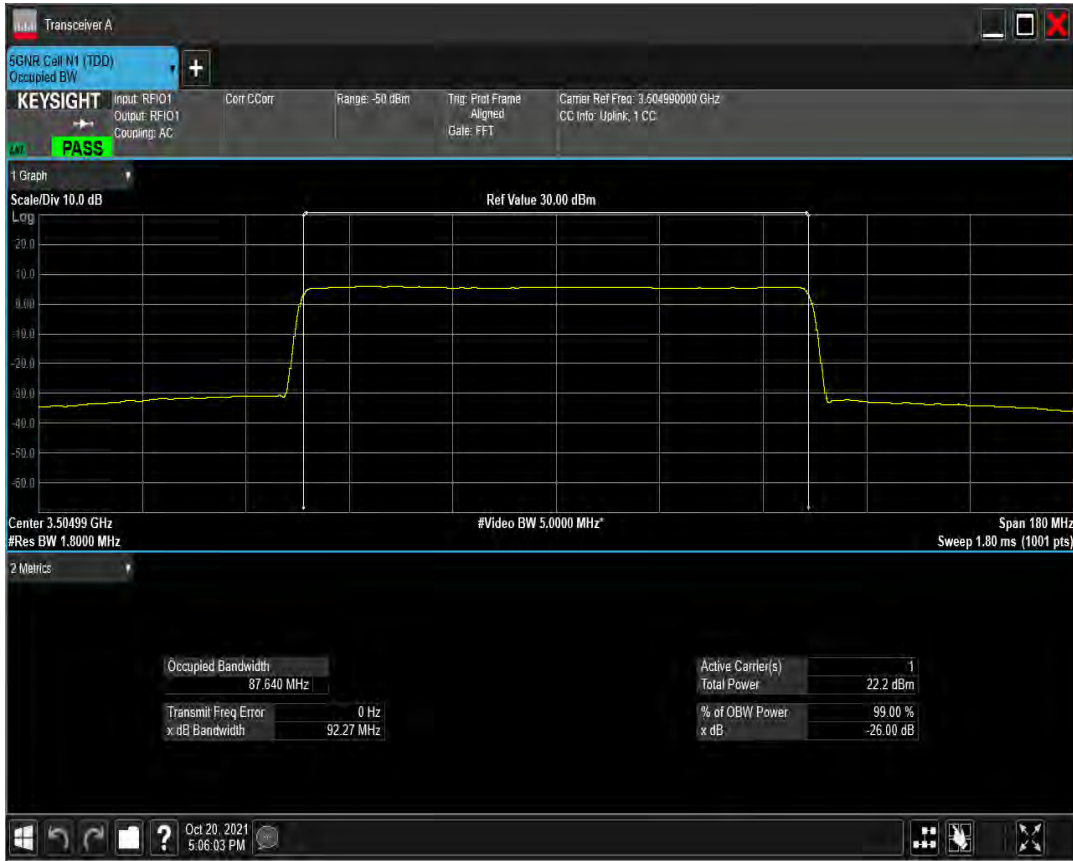 Transceiver A
5GNR Cell N1 (TDD)
Occupied BW
+
KEYSIGHT
PASS
Input: RFIO1
Output: RFIO1
Coupling: AC
Corr CCorr
Range: -50 dBm
Trig: Prot Frame
Aligned
Gate: FFT
Carrier Ref Freq: 3.504990000 GHz
CC Info: Uplink, 1 CC
1 Graph
Scale/Div 10.0 dB
Ref Value 30.00 dBm
Log
20.0
10.0
0.00
-10.0
-20.0
-30.0
-40.0
-50.0
-60.0
Center 3.50499 GHz
#Video BW 5.0000 MHz*
Span 180 MHz
#Res BW 1.8000 MHz
Sweep 1.80 ms (1001 pts)
2 Metrics
Occupied Bandwidth
87.640 MHz
Active Carrier(s) 1
Total Power 22.2 dBm
Transmit Freq Error 0 Hz
x dB Bandwidth 92.27 MHz
% of OBW Power 99.00 %
x dB -26.00 dB
?
Oct 20, 2021
5:06:03 PM